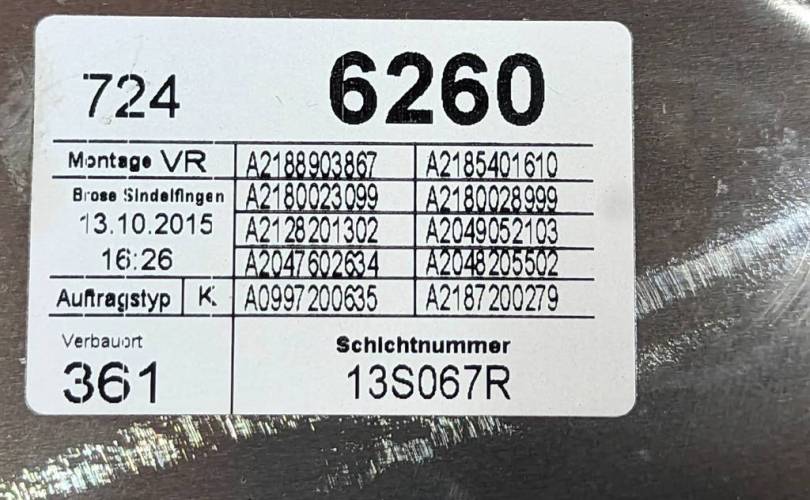 724 6260
Montage VR A2188903867 A2185401610
Brose Sindelfingen A2180023099 A2180028999
13.10.2015 A2128201302 A2049052103
16:26 A2047602634 A2048205502
Auftragstyp K. A0997200635 A2187200279
Verbauort Schichtnummer
361 13S067R